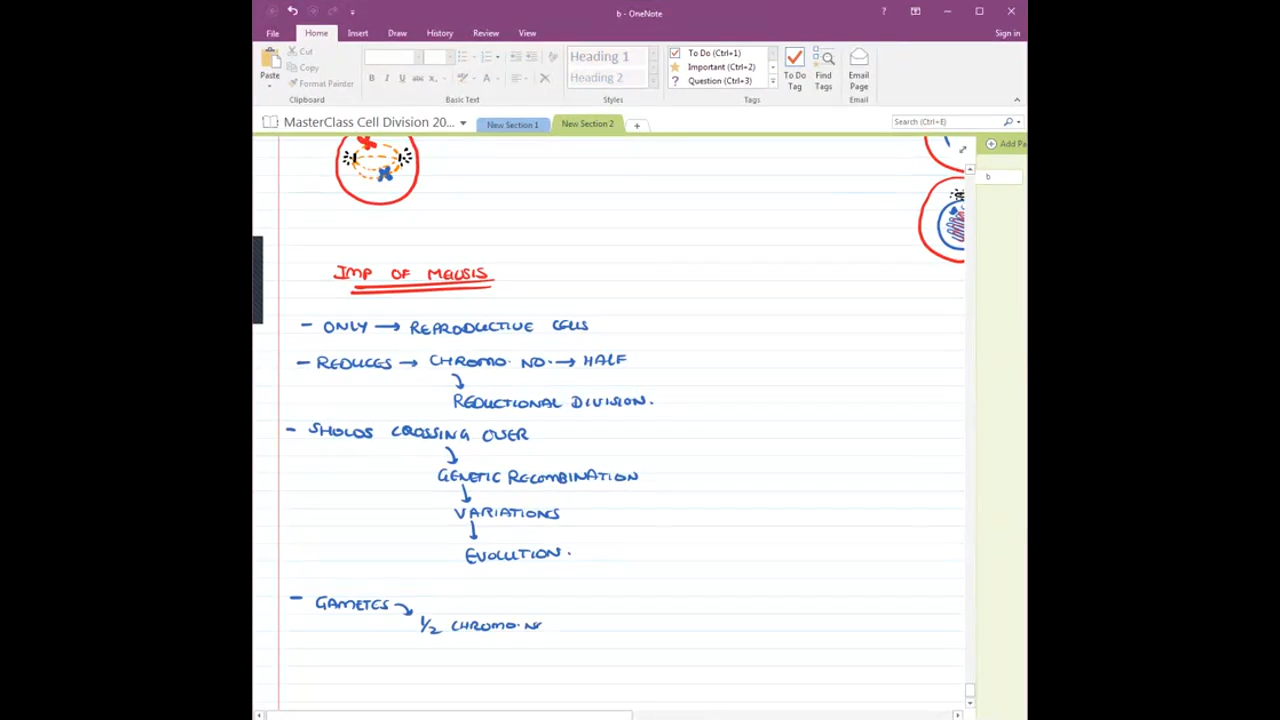 b - OneNote
?
File Home Insert Draw History Review View Sign in
Paste
Cut
Copy
Format Painter
Clipboard
B I U abc x
Basic Text
Heading 1
Heading 2
Styles
To Do (Ctrl+1)
Important (Ctrl+2)
Question (Ctrl+3)
To Do Tag
Find Tags
Tags
Email Page
Email
MasterClass Cell Division 20... New Section 1 New Section 2 + Search (Ctrl+E)
Add Pa
b
IMP OF MEUSIS
- ONLY → REPRODUCTIVE CELLS
- REDUCES → CHROMO. NO. → HALF
REDUCTIONAL DIVISION.
- SHOWS CROSSING OVER
GENETIC RECOMBINATION
VARIATIONS
EVOLUTION.
- GAMETES
1/2 CHROMO. N